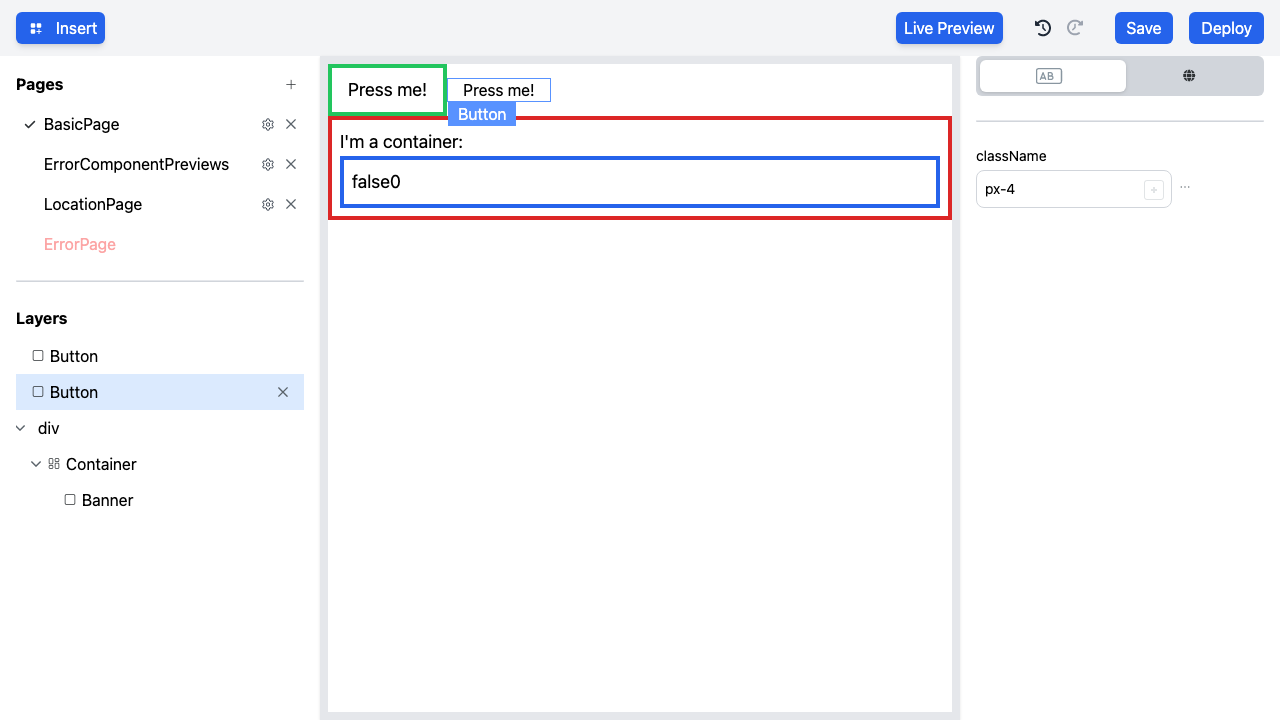 Insert
Live Preview
Save
Deploy
Pages
BasicPage
ErrorComponentPreviews
LocationPage
ErrorPage
Layers
Button
Button
div
Container
Banner
Press me!
Press me!
Button
I'm a container:
false0
AB
className
px-4